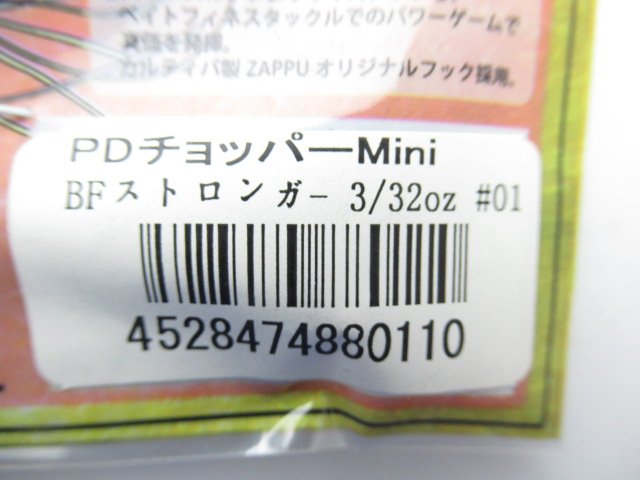 ベイトフィネスタックルでのパワーゲームで
真価を発揮。
カルティバ製 ZAPPU オリジナルフック採用。
PDチョッパーMini
BFストロンガー 3/32oz #01
4528474880110